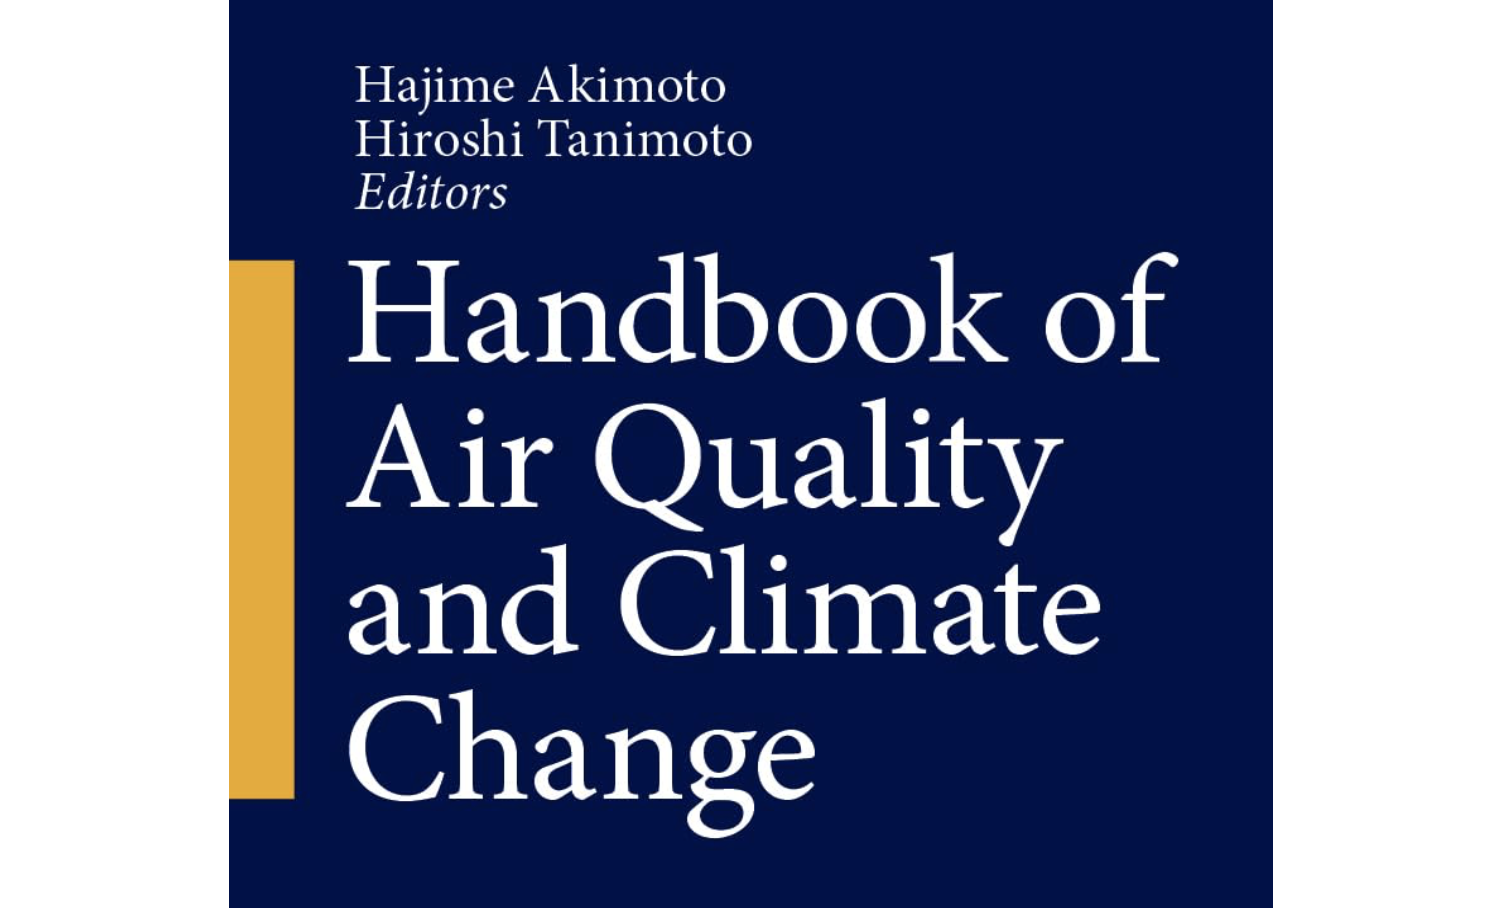 Hajime Akimoto
Hiroshi Tanimoto
Editors
Handbook of
Air Quality
and Climate
Change